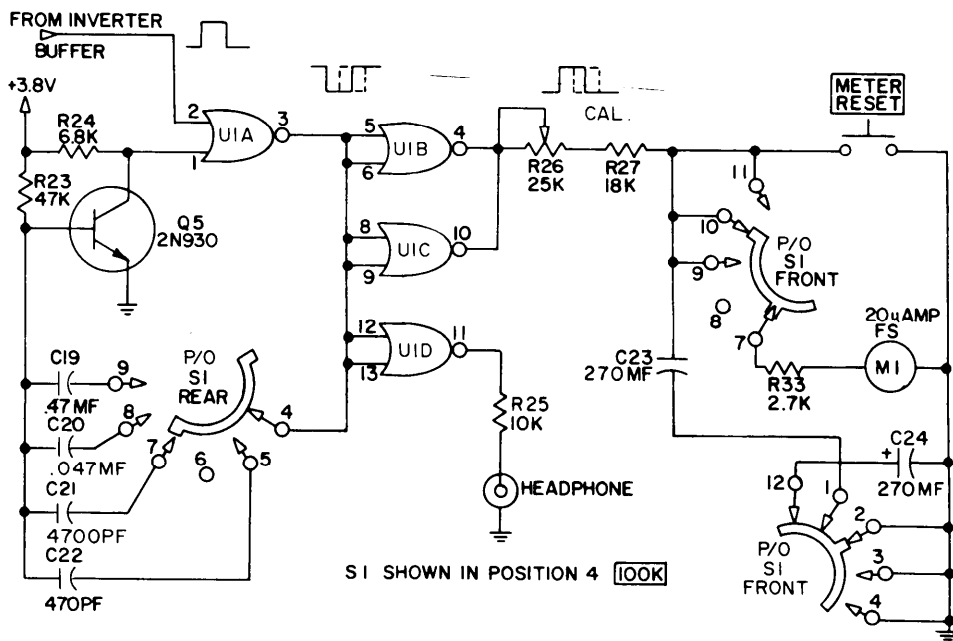 FROM INVERTER
BUFFER
+3.8V
R24
6.8K
R23
47K
Q5
2N930
2
1
U1A
3
5
6
U1B
4
8
9
U1C
10
12
13
U1D
11
CAL.
R26
25K
R27
18K
METER
RESET
11
10
9
8
7
P/O
S1
FRONT
20uAMP
FS
M1
R33
2.7K
C23
270MF
C24
+
270MF
12
1
2
3
4
P/O
S1
FRONT
R25
10K
HEADPHONE
C19
.47MF
9
C20
.047MF
8
C21
4700PF
7
C22
470PF
6
5
4
P/O
S1
REAR
S1 SHOWN IN POSITION 4 100K